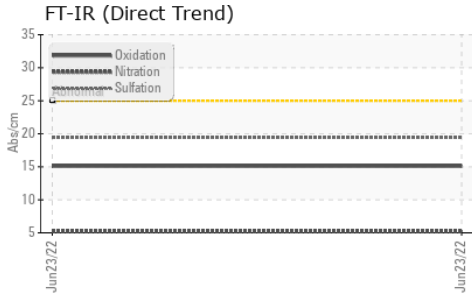 FT-IR (Direct Trend)
35
30
25
20
15
10
5
Abs/cm
Oxidation
Nitration
Sulfation
Abnormal
Jun23/22
Jun23/22